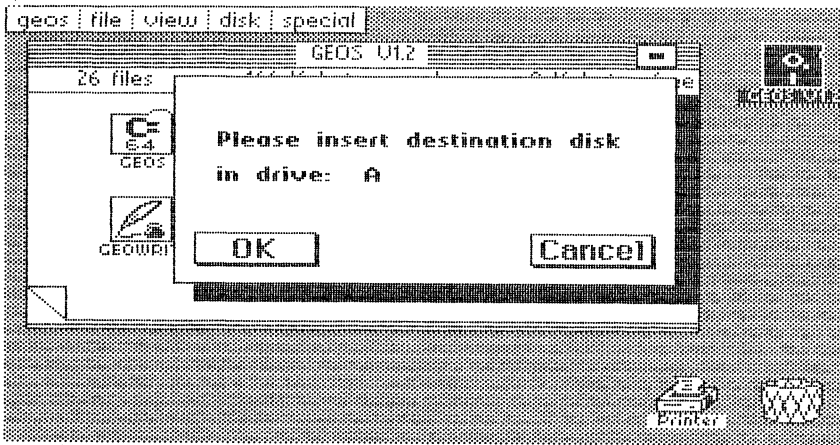 geos file view disk special
GEOS V1.2
26 files
Please insert destination disk
in drive: A
C= 64
GEOS
OK
Cancel
Printer